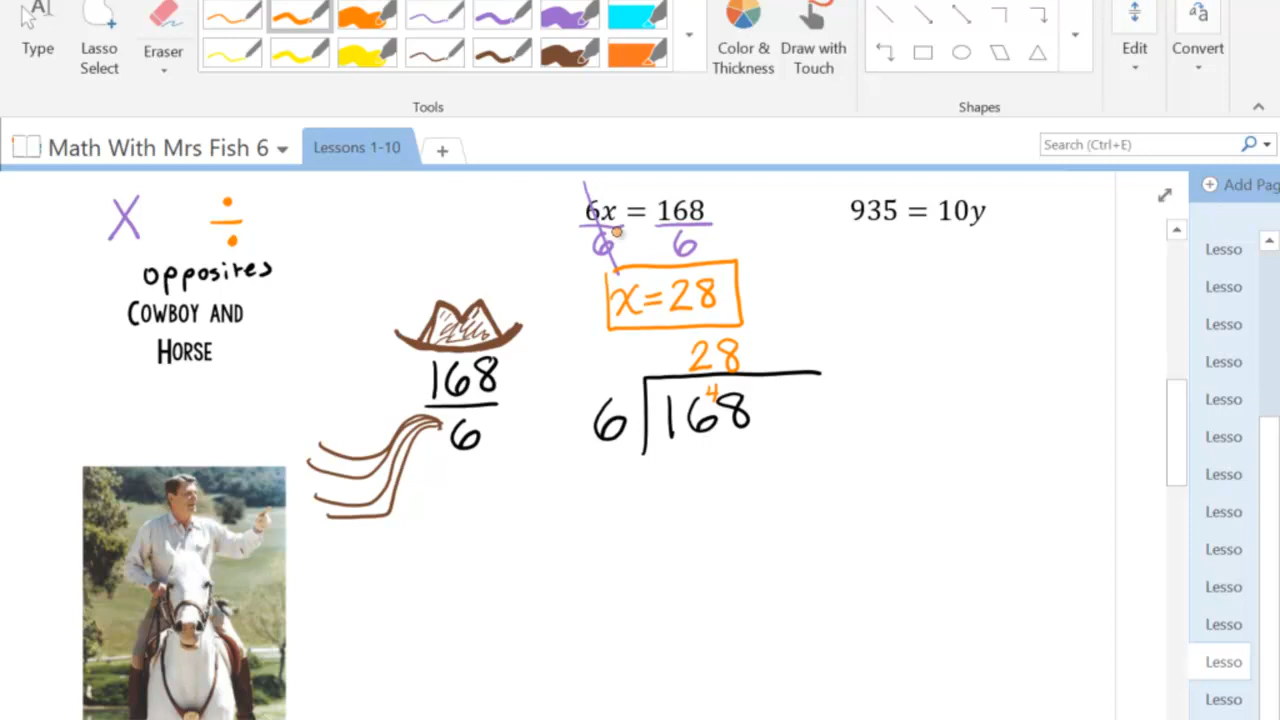 Type
Lasso Select
Eraser
Color & Thickness
Draw with Touch
Edit
Convert
Tools
Shapes
Math With Mrs Fish 6
Lessons 1-10
+
Search (Ctrl+E)
Add Pag
x ÷
opposites
COWBOY AND
HORSE
168
6
6x = 168
6 6
x = 28
28
6 16⁴8
935 = 10y
Lesso
Lesso
Lesso
Lesso
Lesso
Lesso
Lesso
Lesso
Lesso
Lesso
Lesso
Lesso
Lesso